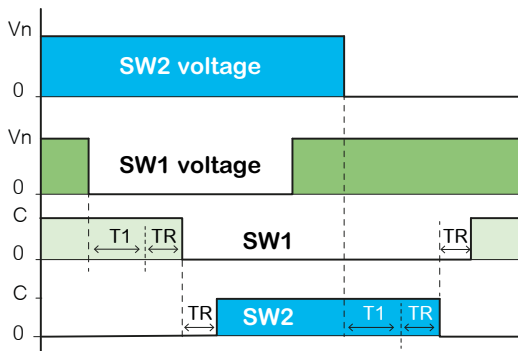 Vn
SW2 voltage
0
Vn
SW1 voltage
0
C
T1 TR SW1 TR
0
C
TR SW2 T1 TR
0